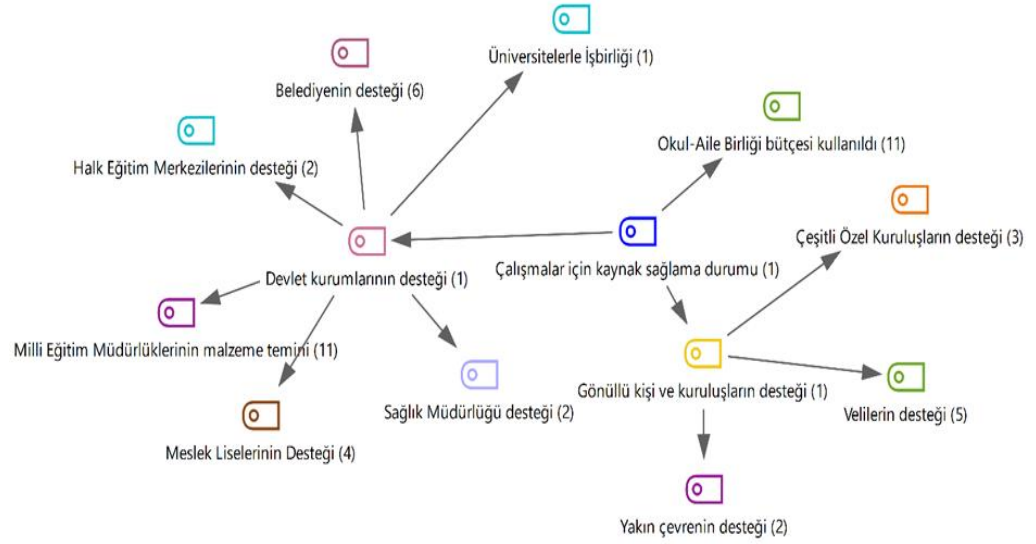 Üniversitelerle İşbirliği (1)
Belediyenin desteği (6)
Okul-Aile Birliği bütçesi kullanıldı (11)
Halk Eğitim Merkezilerinin desteği (2)
Çeşitli Özel Kuruluşların desteği (3)
Devlet kurumlarının desteği (1)
Çalışmalar için kaynak sağlama durumu (1)
Milli Eğitim Müdürlüklerinin malzeme temini (11)
Gönüllü kişi ve kuruluşların desteği (1)
Sağlık Müdürlüğü desteği (2)
Velilerin desteği (5)
Meslek Liselerinin Desteği (4)
Yakın çevrenin desteği (2)